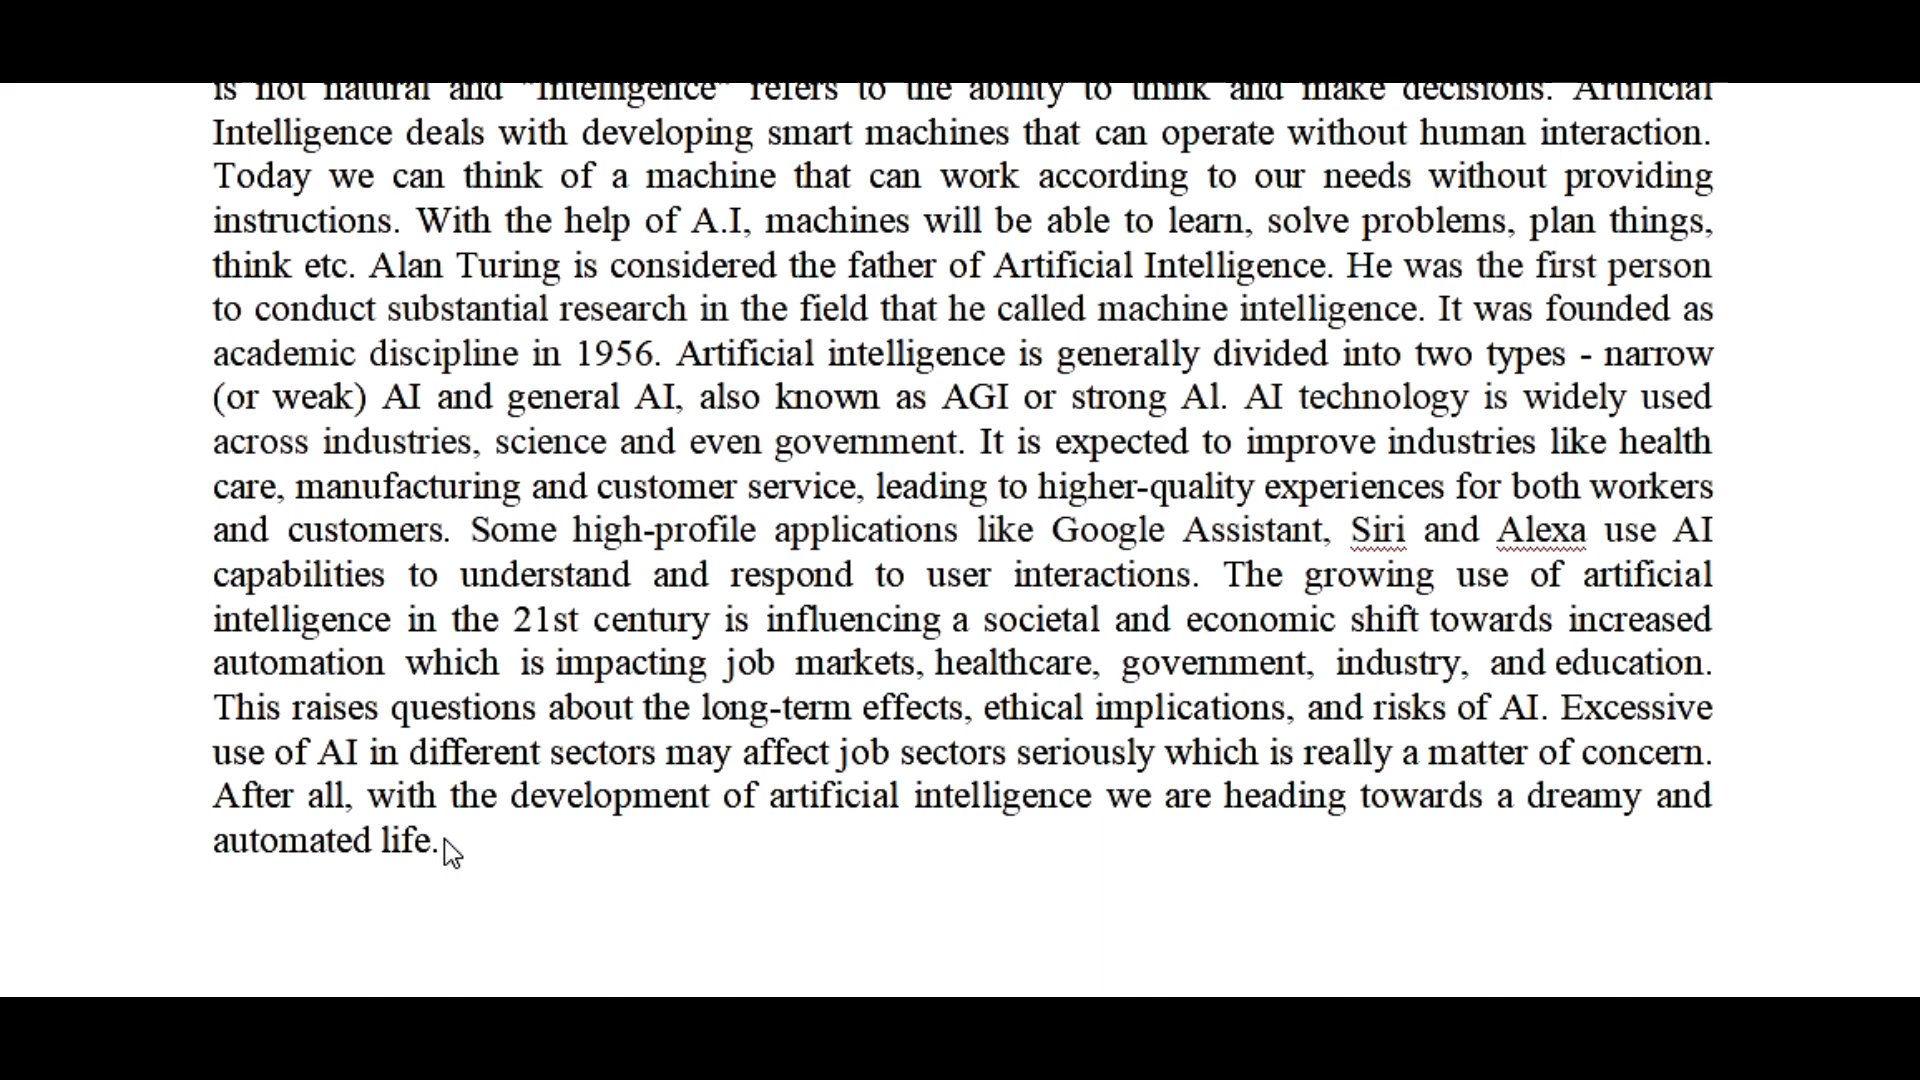 is not natural and "Intelligence" refers to the ability to think and make decisions. Artificial
Intelligence deals with developing smart machines that can operate without human interaction.
Today we can think of a machine that can work according to our needs without providing
instructions. With the help of A.I, machines will be able to learn, solve problems, plan things,
think etc. Alan Turing is considered the father of Artificial Intelligence. He was the first person
to conduct substantial research in the field that he called machine intelligence. It was founded as
academic discipline in 1956. Artificial intelligence is generally divided into two types - narrow
(or weak) AI and general AI, also known as AGI or strong Al. AI technology is widely used
across industries, science and even government. It is expected to improve industries like health
care, manufacturing and customer service, leading to higher-quality experiences for both workers
and customers. Some high-profile applications like Google Assistant, Siri and Alexa use AI
capabilities to understand and respond to user interactions. The growing use of artificial
intelligence in the 21st century is influencing a societal and economic shift towards increased
automation which is impacting job markets, healthcare, government, industry, and education.
This raises questions about the long-term effects, ethical implications, and risks of AI. Excessive
use of AI in different sectors may affect job sectors seriously which is really a matter of concern.
After all, with the development of artificial intelligence we are heading towards a dreamy and
automated life.